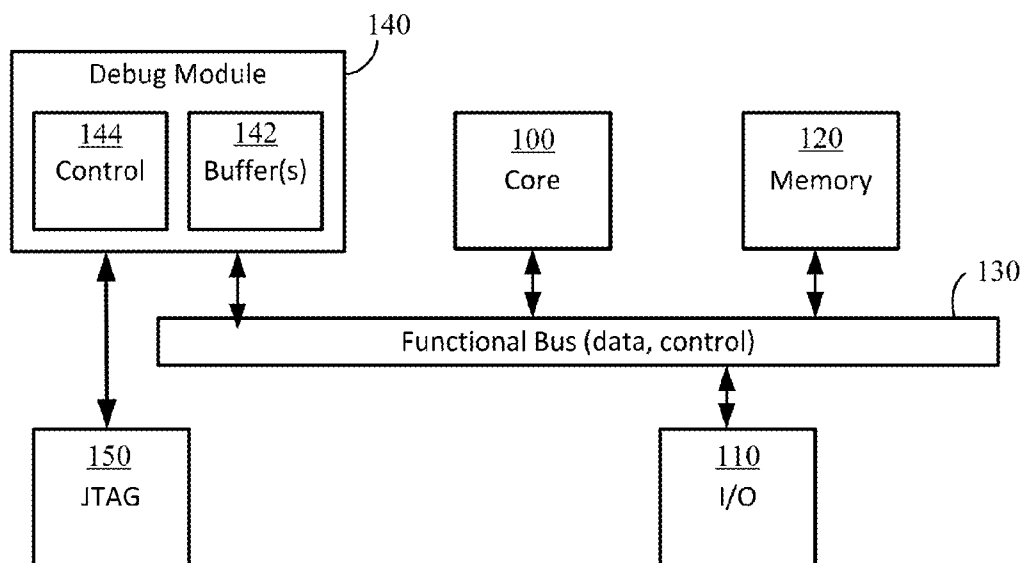 140
Debug Module
144
Control
142
Buffer(s)
100
Core
120
Memory
130
Functional Bus (data, control)
150
JTAG
110
I/O